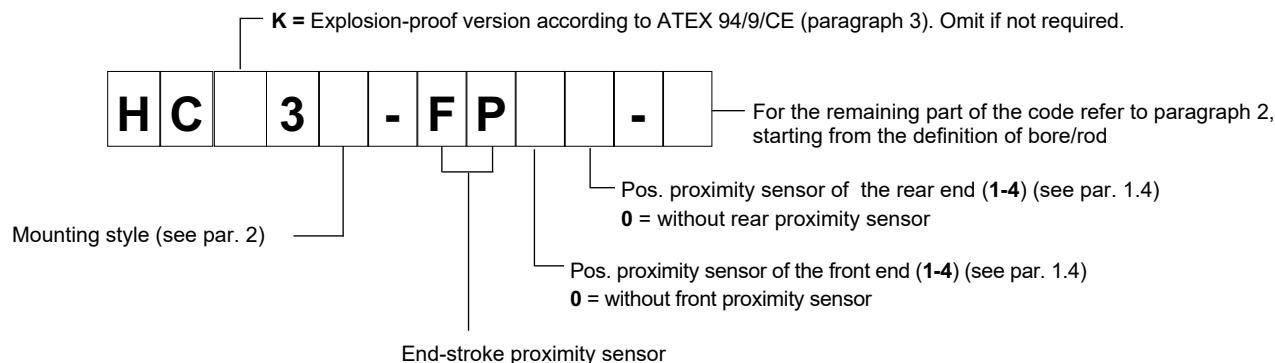 K = Explosion-proof version according to ATEX 94/9/CE (paragraph 3). Omit if not required.
H C 3 - F P -
For the remaining part of the code refer to paragraph 2,
starting from the definition of bore/rod
Pos. proximity sensor of the rear end (1-4) (see par. 1.4)
0 = without rear proximity sensor
Mounting style (see par. 2)
Pos. proximity sensor of the front end (1-4) (see par. 1.4)
0 = without front proximity sensor
End-stroke proximity sensor